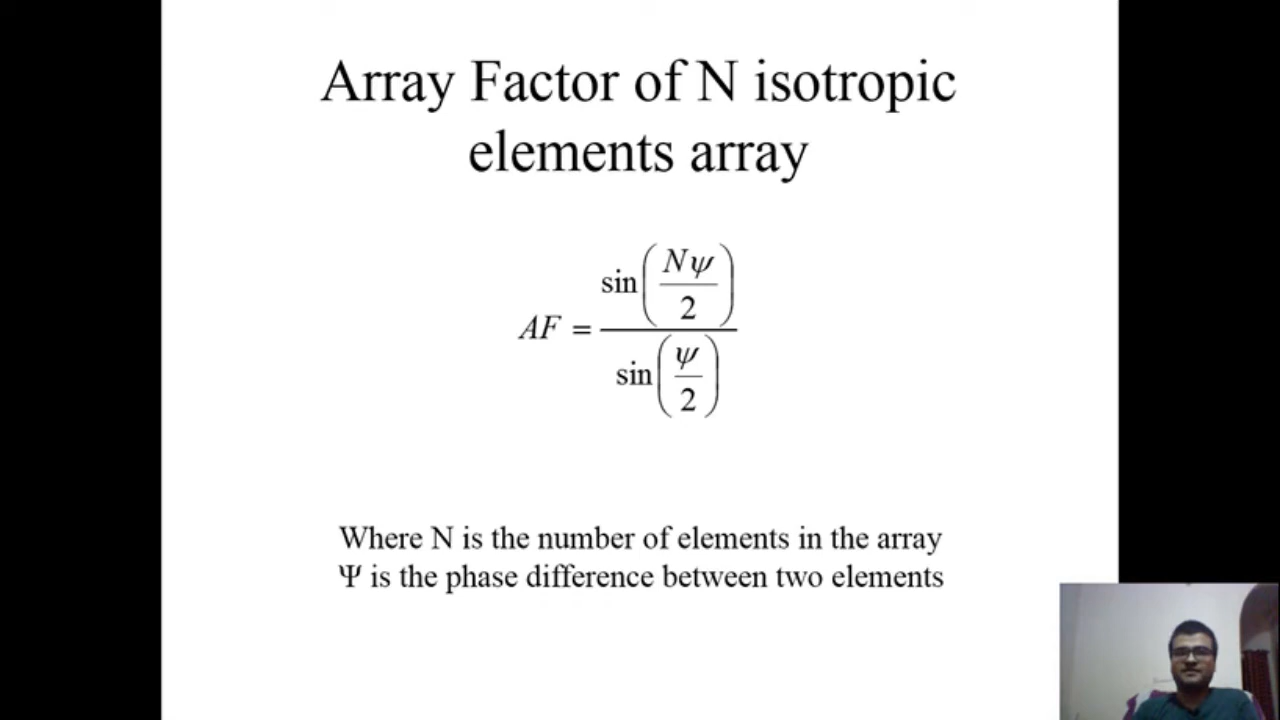 Array Factor of N isotropic
elements array
AF = sin(Nψ/2) / sin(ψ/2)
Where N is the number of elements in the array
Ψ is the phase difference between two elements